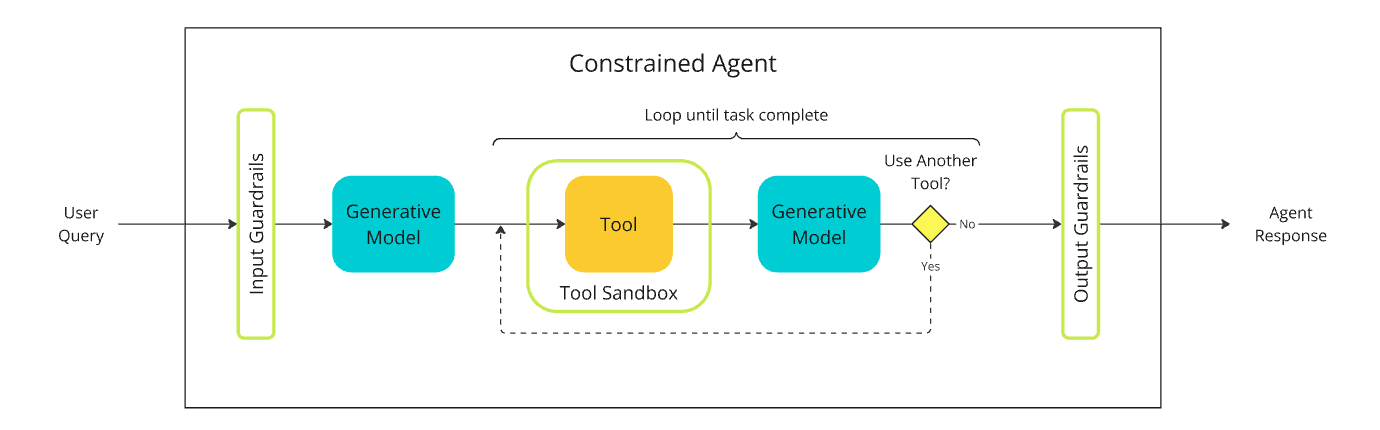 Constrained Agent
Loop until task complete
Use Another
Tool?
User
Query
Input Guardrails
Generative
Model
Tool
Tool Sandbox
Generative
Model
No
Yes
Output Guardrails
Agent
Response